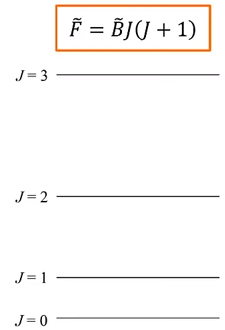 F̃ = B̃J(J + 1)
J = 3
J = 2
J = 1
J = 0